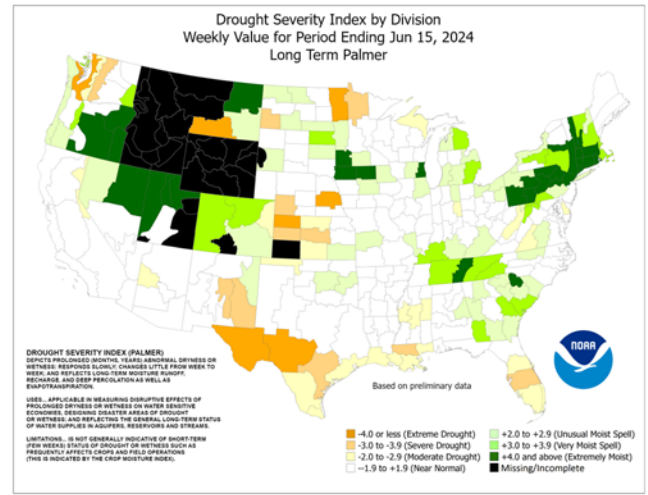 Drought Severity Index by Division
Weekly Value for Period Ending Jun 15, 2024
Long Term Palmer
DROUGHT SEVERITY INDEX (PALMER)
DEPICTS PROLONGED (MONTHS, YEARS) ABNORMAL DRYNESS OR
WETNESS; RESPONDS SLOWLY; CHANGES LITTLE FROM WEEK TO
WEEK; AND REFLECTS LONG-TERM MOISTURE RUNOFF,
RECHARGE, AND DEEP PERCOLATION AS WELL AS
EVAPOTRANSPIRATION.
USES... APPLICABLE IN MEASURING DISRUPTIVE EFFECTS OF
PROLONGED DRYNESS OR WETNESS ON WATER SENSITIVE
ECONOMIES, DESIGNING DISASTER AREAS OF DROUGHT
OR WETNESS; AND REFLECTING THE GENERAL LONG-TERM STATUS
OF WATER SUPPLIES IN AQUIFERS, RESERVOIRS AND STREAMS.
LIMITATIONS... IS NOT GENERALLY INDICATIVE OF SHORT-TERM
(FEW WEEKS) STATUS OF DROUGHT OR WETNESS SUCH AS
FREQUENTLY AFFECTS CROPS AND FIELD OPERATIONS
(THIS IS INDICATED BY THE CROP MOISTURE INDEX).
NOAA
Based on preliminary data
-4.0 or less (Extreme Drought)
-3.0 to -3.9 (Severe Drought)
-2.0 to -2.9 (Moderate Drought)
--1.9 to +1.9 (Near Normal)
+2.0 to +2.9 (Unusual Moist Spell)
+3.0 to +3.9 (Very Moist Spell)
+4.0 and above (Extremely Moist)
Missing/Incomplete